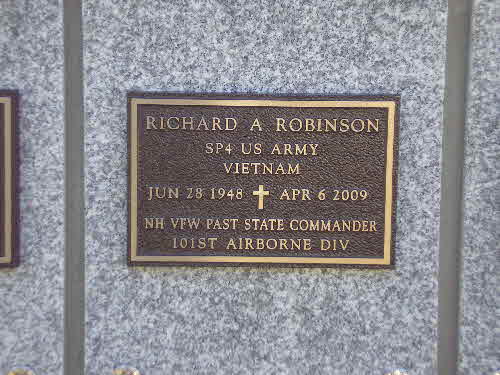 RICHARD A ROBINSON
SP4 US ARMY
VIETNAM
JUN 28 1948 ✝ APR 6 2009
NH VFW PAST STATE COMMANDER
101ST AIRBORNE DIV